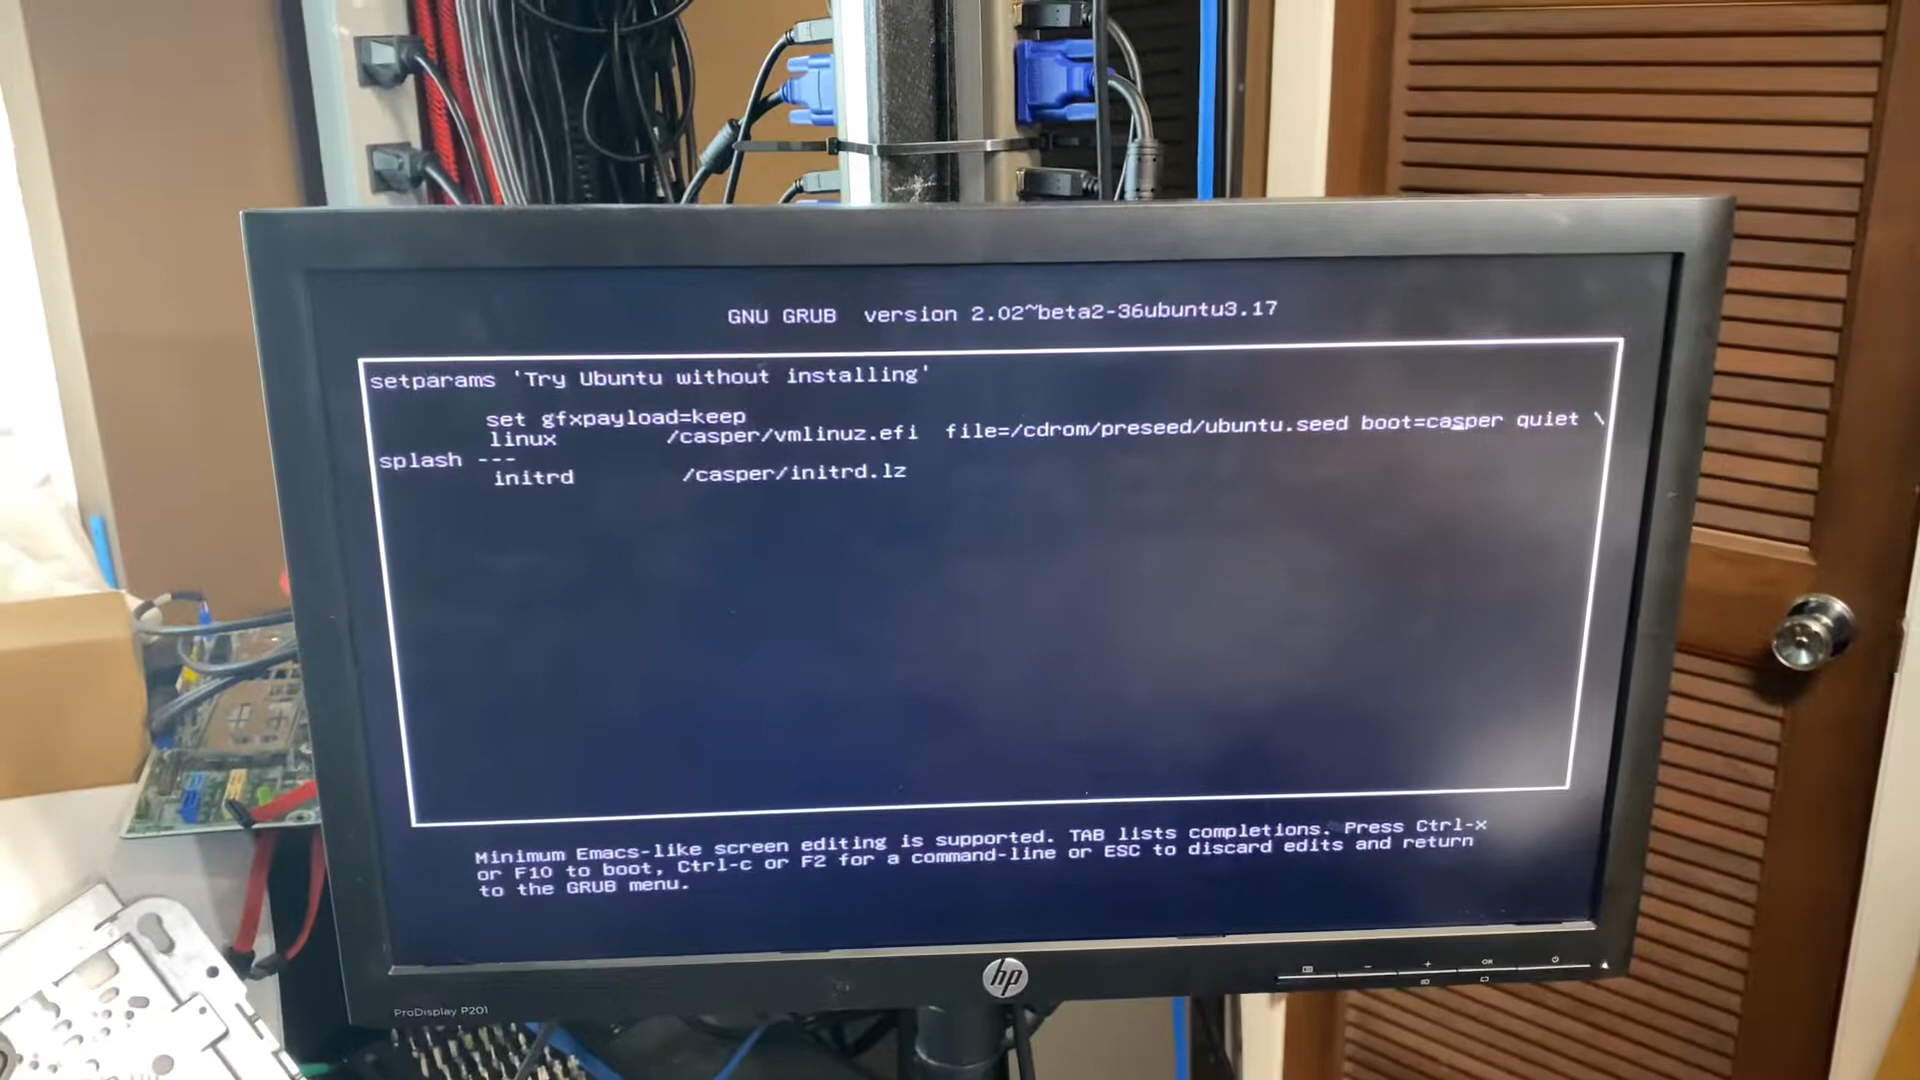 GNU GRUB version 2.02~beta2-36ubuntu3.17
setparams 'Try Ubuntu without installing'
set gfxpayload=keep
linux /casper/vmlinuz.efi file=/cdrom/preseed/ubuntu.seed boot=casper quiet \
splash ---
initrd /casper/initrd.lz
Minimum Emacs-like screen editing is supported. TAB lists completions. Press Ctrl-x
or F10 to boot, Ctrl-c or F2 for a command-line or ESC to discard edits and return
to the GRUB menu.
hp
- + OK
ProDisplay P201